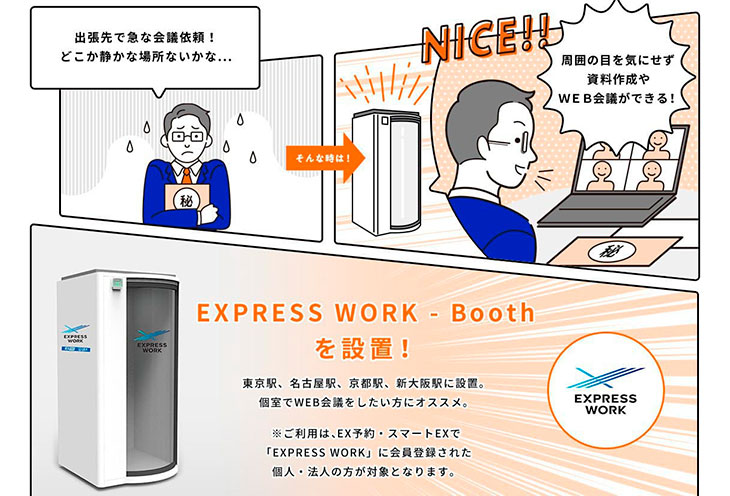 出張先で急な会議依頼！
どこか静かな場所ないかな...
秘
そんな時は！
NICE!!
周囲の目を気にせず
資料作成や
WEB会議ができる！
秘
EXPRESS
WORK
EXPRESS
WORK
EXPRESS WORK - Booth
を設置！
東京駅、名古屋駅、京都駅、新大阪駅に設置。
個室でWEB会議をしたい方にオススメ。
※ご利用は、EX予約・スマートEXで
「EXPRESS WORK」に会員登録された
個人・法人の方が対象となります。
EXPRESS
WORK